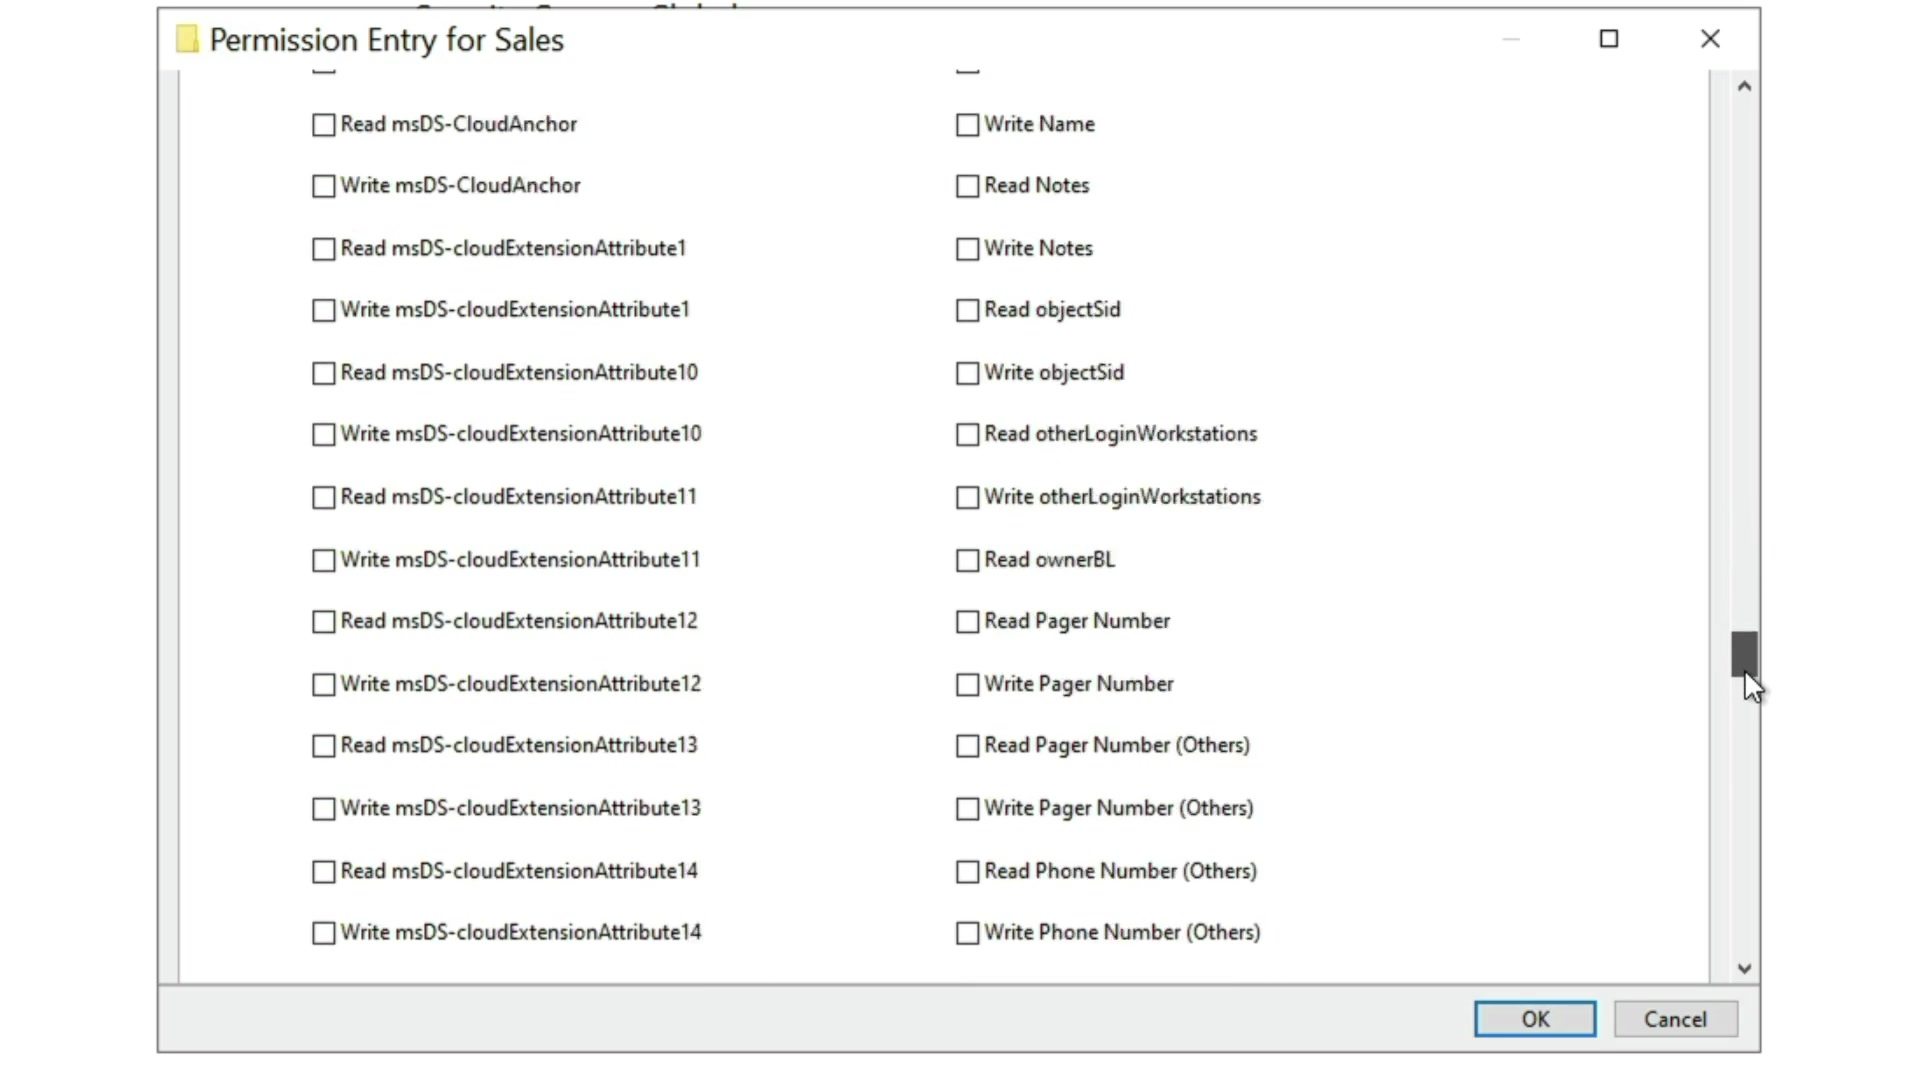 Permission Entry for Sales
Read msDS-CloudAnchor
Write Name
Write msDS-CloudAnchor
Read Notes
Read msDS-cloudExtensionAttribute1
Write Notes
Write msDS-cloudExtensionAttribute1
Read objectSid
Read msDS-cloudExtensionAttribute10
Write objectSid
Write msDS-cloudExtensionAttribute10
Read otherLoginWorkstations
Read msDS-cloudExtensionAttribute11
Write otherLoginWorkstations
Write msDS-cloudExtensionAttribute11
Read ownerBL
Read msDS-cloudExtensionAttribute12
Read Pager Number
Write msDS-cloudExtensionAttribute12
Write Pager Number
Read msDS-cloudExtensionAttribute13
Read Pager Number (Others)
Write msDS-cloudExtensionAttribute13
Write Pager Number (Others)
Read msDS-cloudExtensionAttribute14
Read Phone Number (Others)
Write msDS-cloudExtensionAttribute14
Write Phone Number (Others)
OK
Cancel